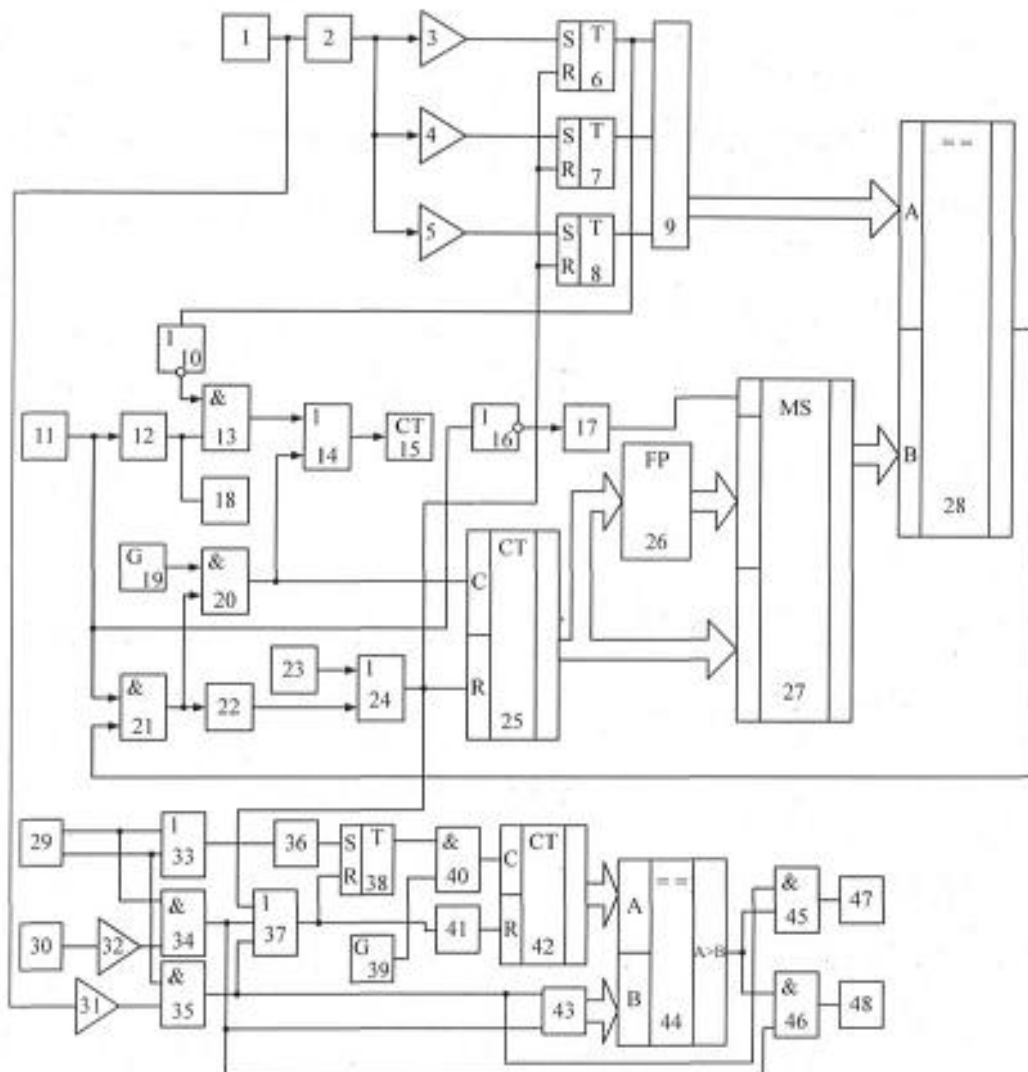 1
2
3
S
T
R
6
4
S
T
R
7
5
S
T
R
8
9
A
==
B
28
1
10
11
12
&
13
1
14
CT
15
1
16
17
18
G
19
&
20
FP
26
MS
27
C
CT
R
25
&
21
22
23
1
24
29
1
33
36
S
T
R
38
&
40
C
CT
R
42
30
32
&
34
1
37
41
G
39
31
&
35
43
A
==
B
44
A>B
&
45
47
&
46
48